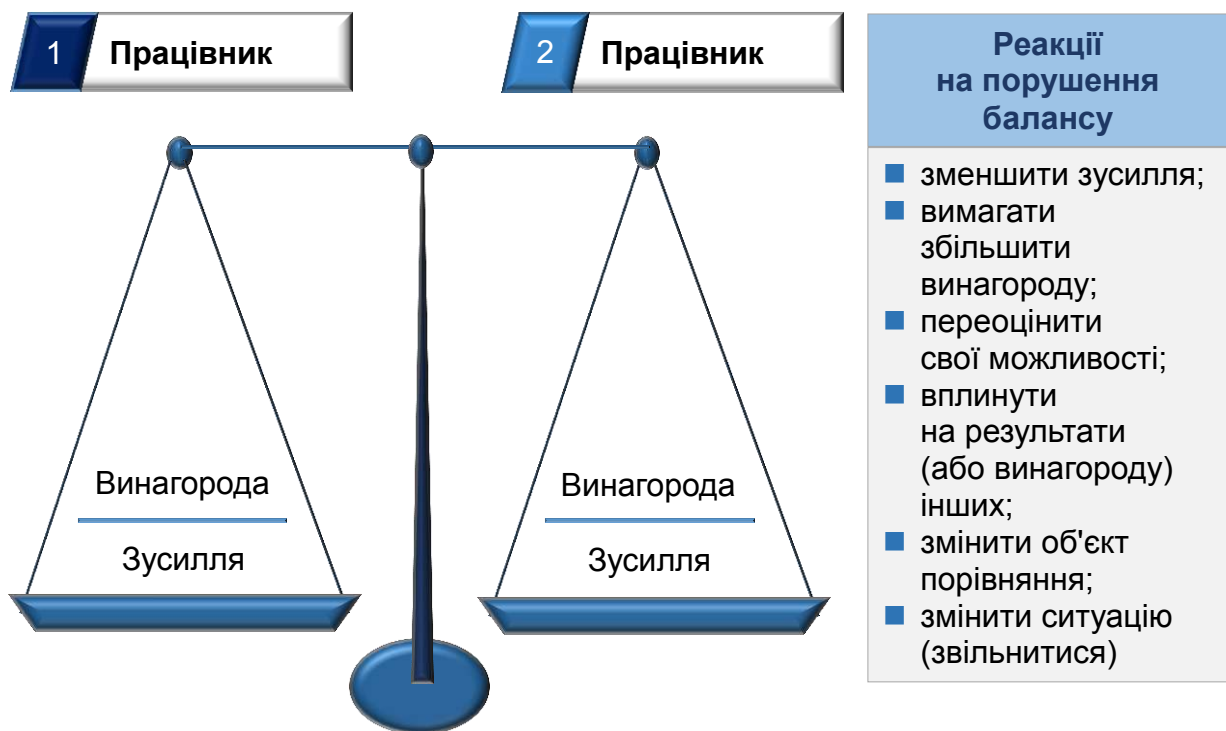 1 Працівник
2 Працівник
Винагорода
Зусилля
Винагорода
Зусилля
Реакції
на порушення
балансу
зменшити зусилля;
вимагати
збільшити
винагороду;
переоцінити
свої можливості;
вплинути
на результати
(або винагороду)
інших;
змінити об'єкт
порівняння;
змінити ситуацію
(звільнитися)